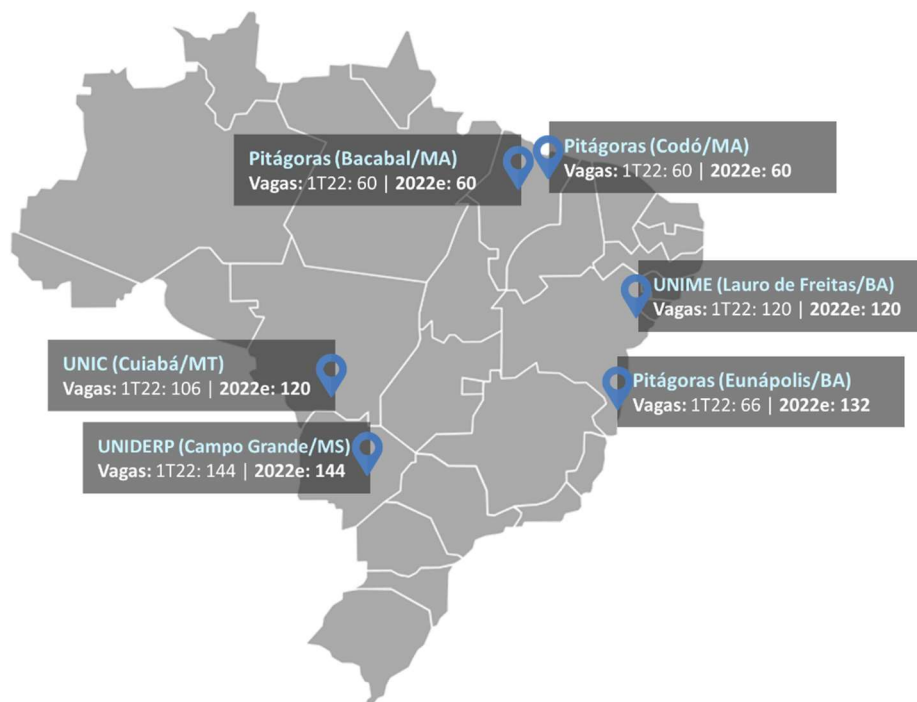 Pitágoras (Bacabal/MA)
Vagas: 1T22: 60 | 2022e: 60
Pitágoras (Codó/MA)
Vagas: 1T22: 60 | 2022e: 60
UNIME (Lauro de Freitas/BA)
Vagas: 1T22: 120 | 2022e: 120
UNIC (Cuiabá/MT)
Vagas: 1T22: 106 | 2022e: 120
Pitágoras (Eunápolis/BA)
Vagas: 1T22: 66 | 2022e: 132
UNIDERP (Campo Grande/MS)
Vagas: 1T22: 144 | 2022e: 144